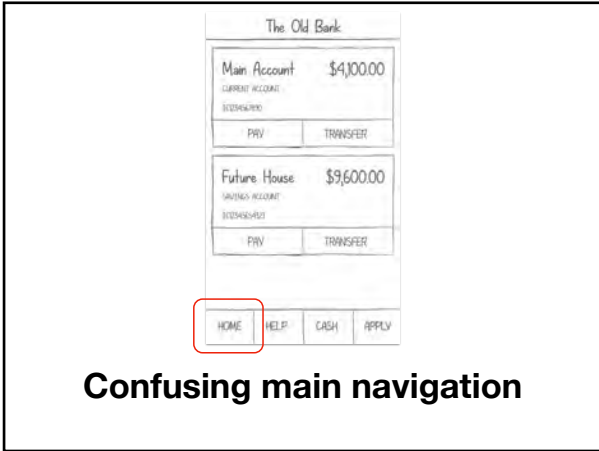 The Old Bank
Main Account $4,100.00
CURRENT ACCOUNT
PAY TRANSFER
Future House $9,600.00
SAVINGS ACCOUNT
PAY TRANSFER
HOME HELP CASH APPLY
Confusing main navigation